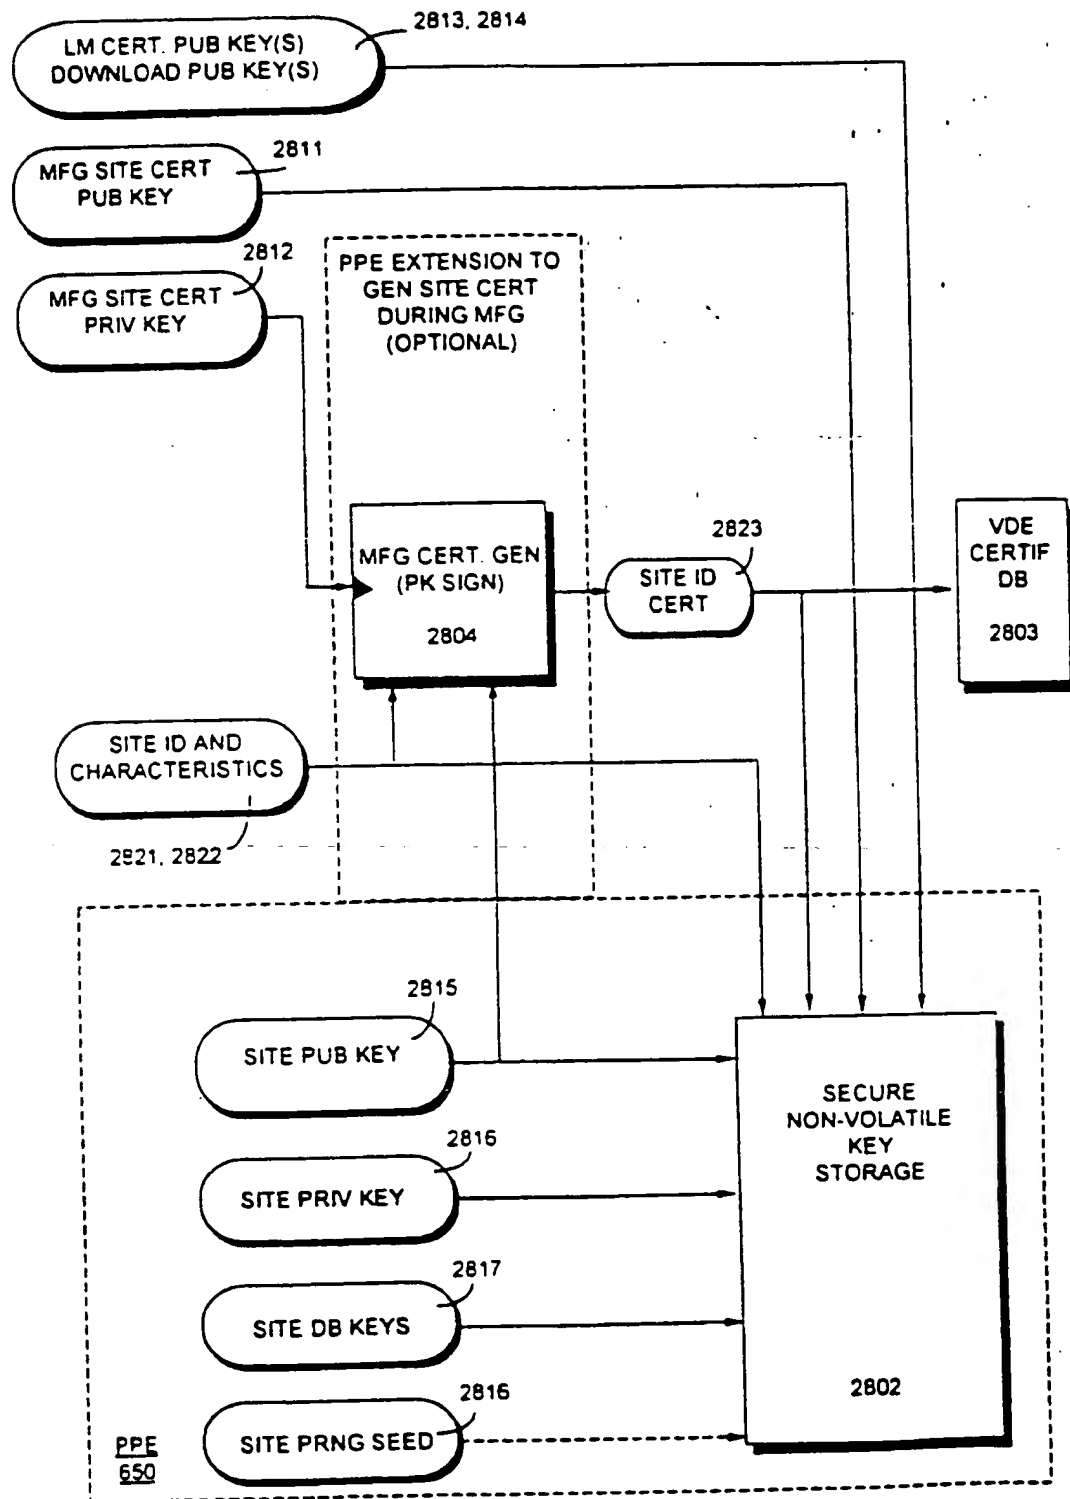 2813, 2814
LM CERT. PUB KEY(S)
DOWNLOAD PUB KEY(S)
2811
MFG SITE CERT
PUB KEY
2812
MFG SITE CERT
PRIV KEY
PPE EXTENSION TO
GEN SITE CERT
DURING MFG
(OPTIONAL)
MFG CERT. GEN
(PK SIGN)
2804
2823
SITE ID
CERT
VDE
CERTIF
DB
2803
SITE ID AND
CHARACTERISTICS
2821, 2822
2815
SITE PUB KEY
2816
SITE PRIV KEY
2817
SITE DB KEYS
2816
SITE PRNG SEED
SECURE
NON-VOLATILE
KEY
STORAGE
2802
PPE
650